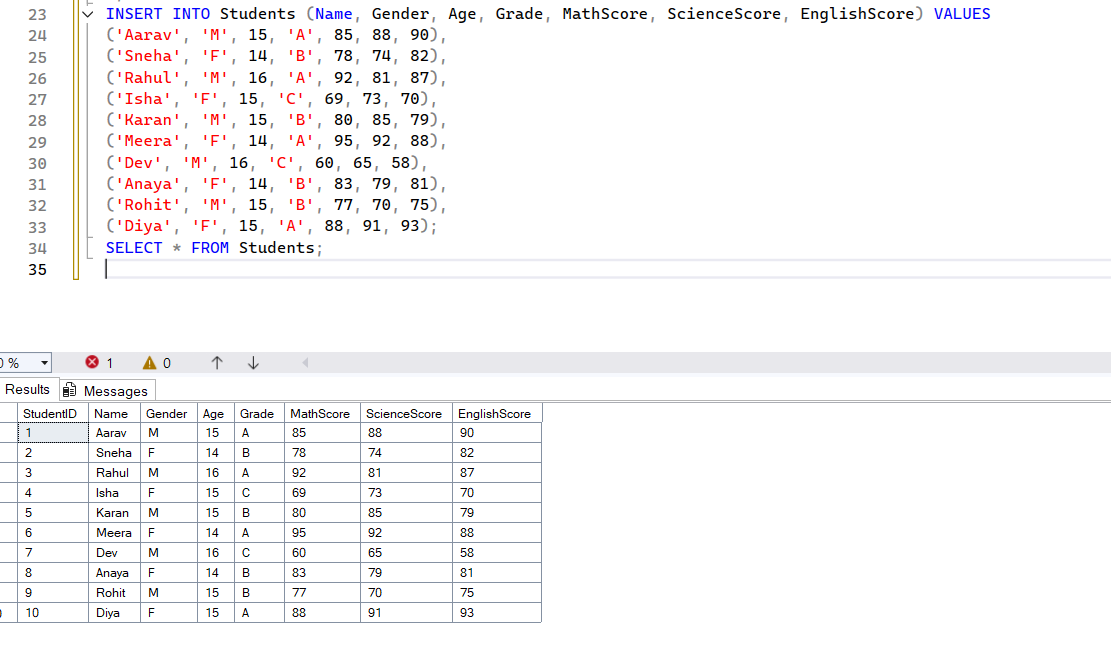 23 INSERT INTO Students (Name, Gender, Age, Grade, MathScore, ScienceScore, EnglishScore) VALUES
24 ('Aarav', 'M', 15, 'A', 85, 88, 90),
25 ('Sneha', 'F', 14, 'B', 78, 74, 82),
26 ('Rahul', 'M', 16, 'A', 92, 81, 87),
27 ('Isha', 'F', 15, 'C', 69, 73, 70),
28 ('Karan', 'M', 15, 'B', 80, 85, 79),
29 ('Meera', 'F', 14, 'A', 95, 92, 88),
30 ('Dev', 'M', 16, 'C', 60, 65, 58),
31 ('Anaya', 'F', 14, 'B', 83, 79, 81),
32 ('Rohit', 'M', 15, 'B', 77, 70, 75),
33 ('Diya', 'F', 15, 'A', 88, 91, 93);
34 SELECT * FROM Students;
35
% 1 0
Results Messages
StudentID Name Gender Age Grade MathScore ScienceScore EnglishScore
1 Aarav M 15 A 85 88 90
2 Sneha F 14 B 78 74 82
3 Rahul M 16 A 92 81 87
4 Isha F 15 C 69 73 70
5 Karan M 15 B 80 85 79
6 Meera F 14 A 95 92 88
7 Dev M 16 C 60 65 58
8 Anaya F 14 B 83 79 81
9 Rohit M 15 B 77 70 75
10 Diya F 15 A 88 91 93